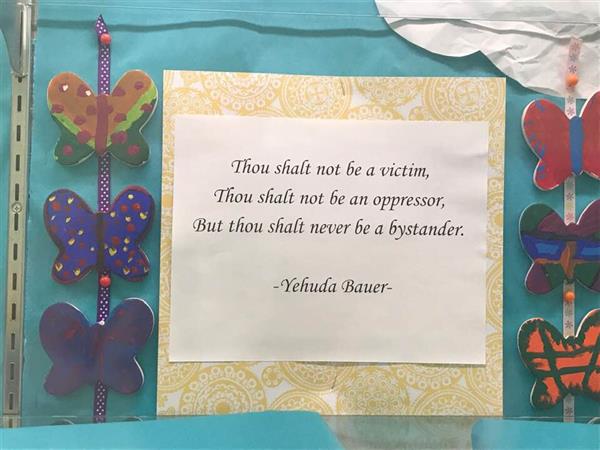 Thou shalt not be a victim,
Thou shalt not be an oppressor,
But thou shalt never be a bystander.
-Yehuda Bauer-